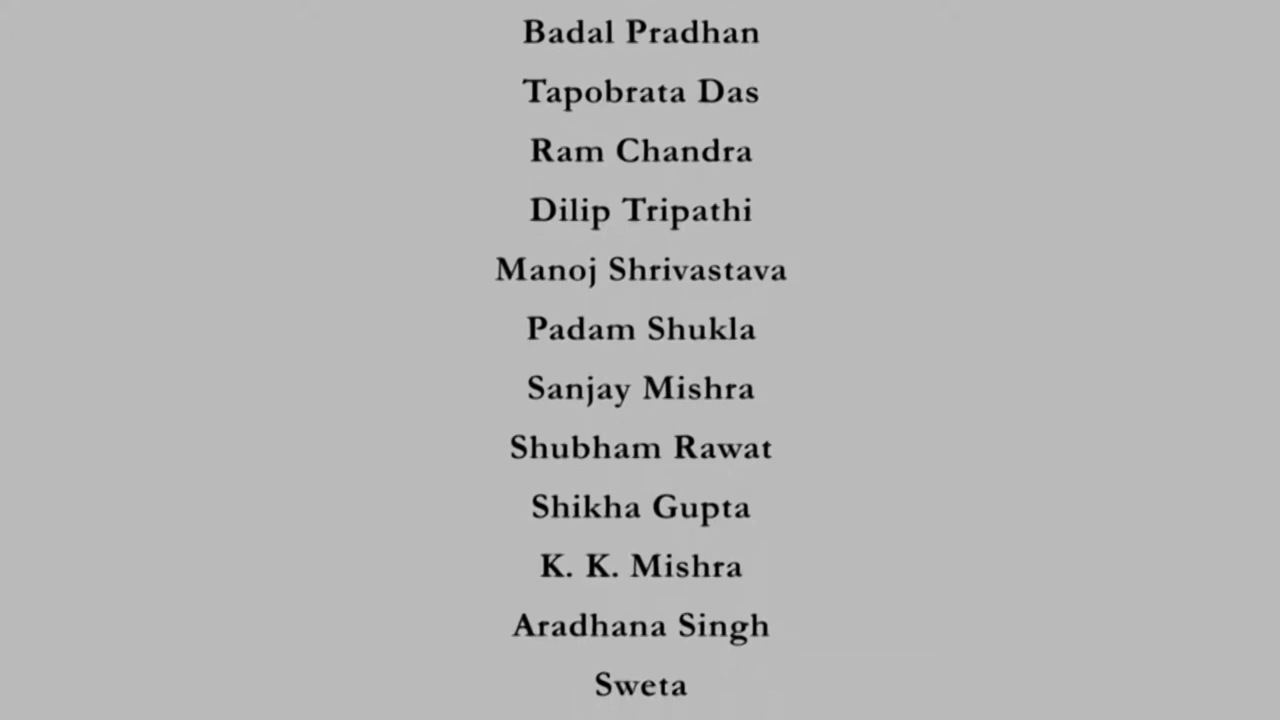 Badal Pradhan
Tapobrata Das
Ram Chandra
Dilip Tripathi
Manoj Shrivastava
Padam Shukla
Sanjay Mishra
Shubham Rawat
Shikha Gupta
K. K. Mishra
Aradhana Singh
Sweta